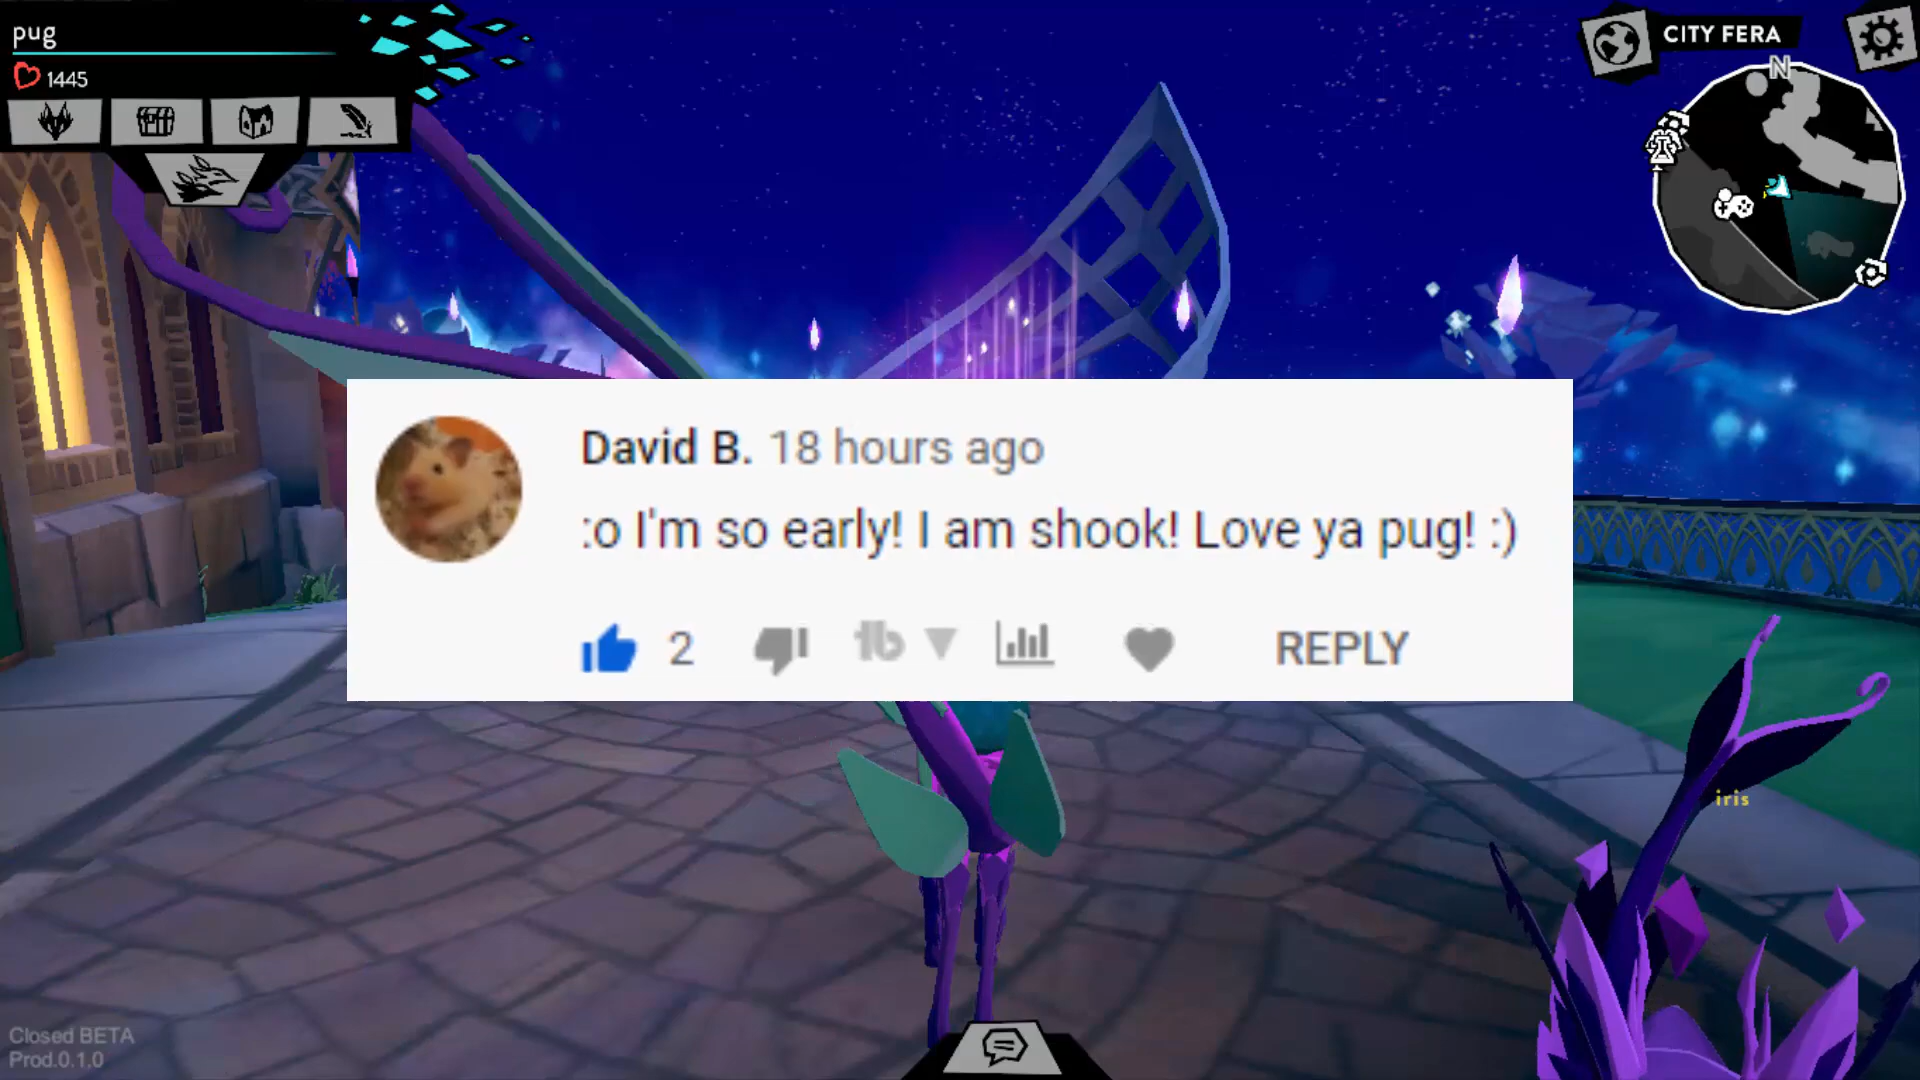 pug
1445
CITY FERA
N
David B. 18 hours ago
:o I'm so early! I am shook! Love ya pug! :)
2
REPLY
iris
Closed BETA
Prod.0.1,0